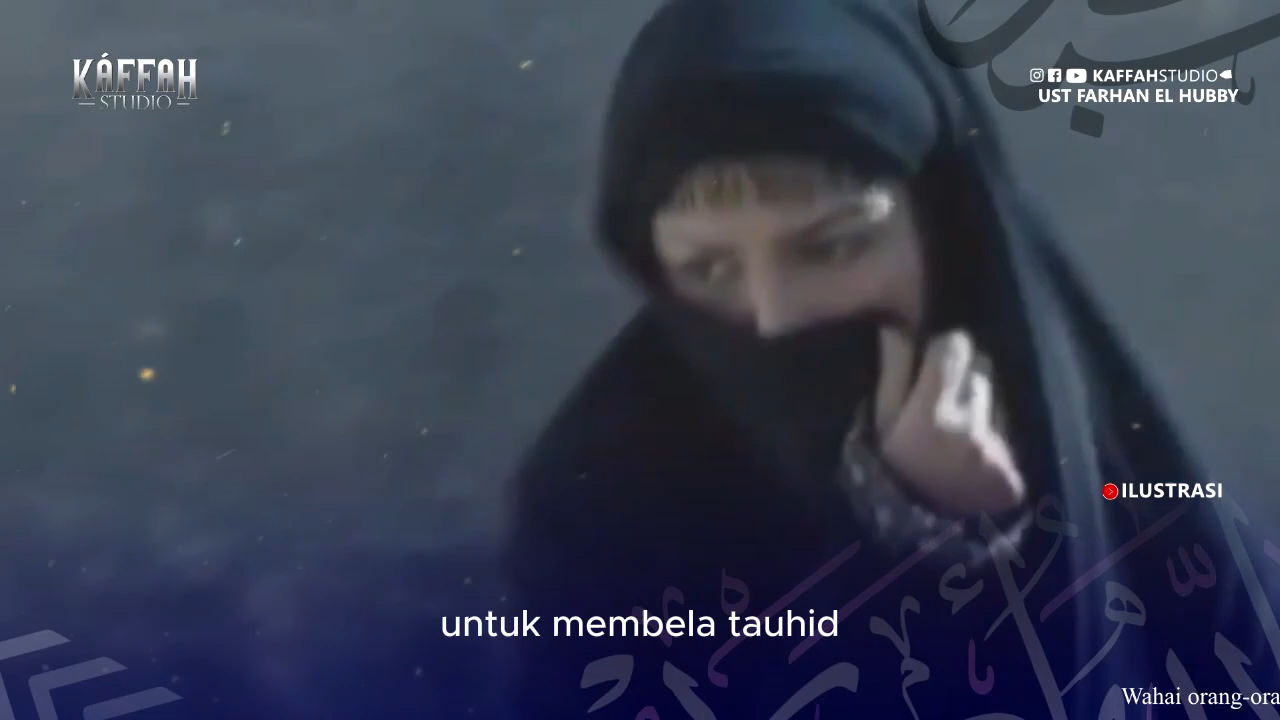 KÁFFAH
STUDIO
KAFFAHSTUDIO
UST FARHAN EL HUBBY
ILUSTRASI
untuk membela tauhid
Wahai orang-ora